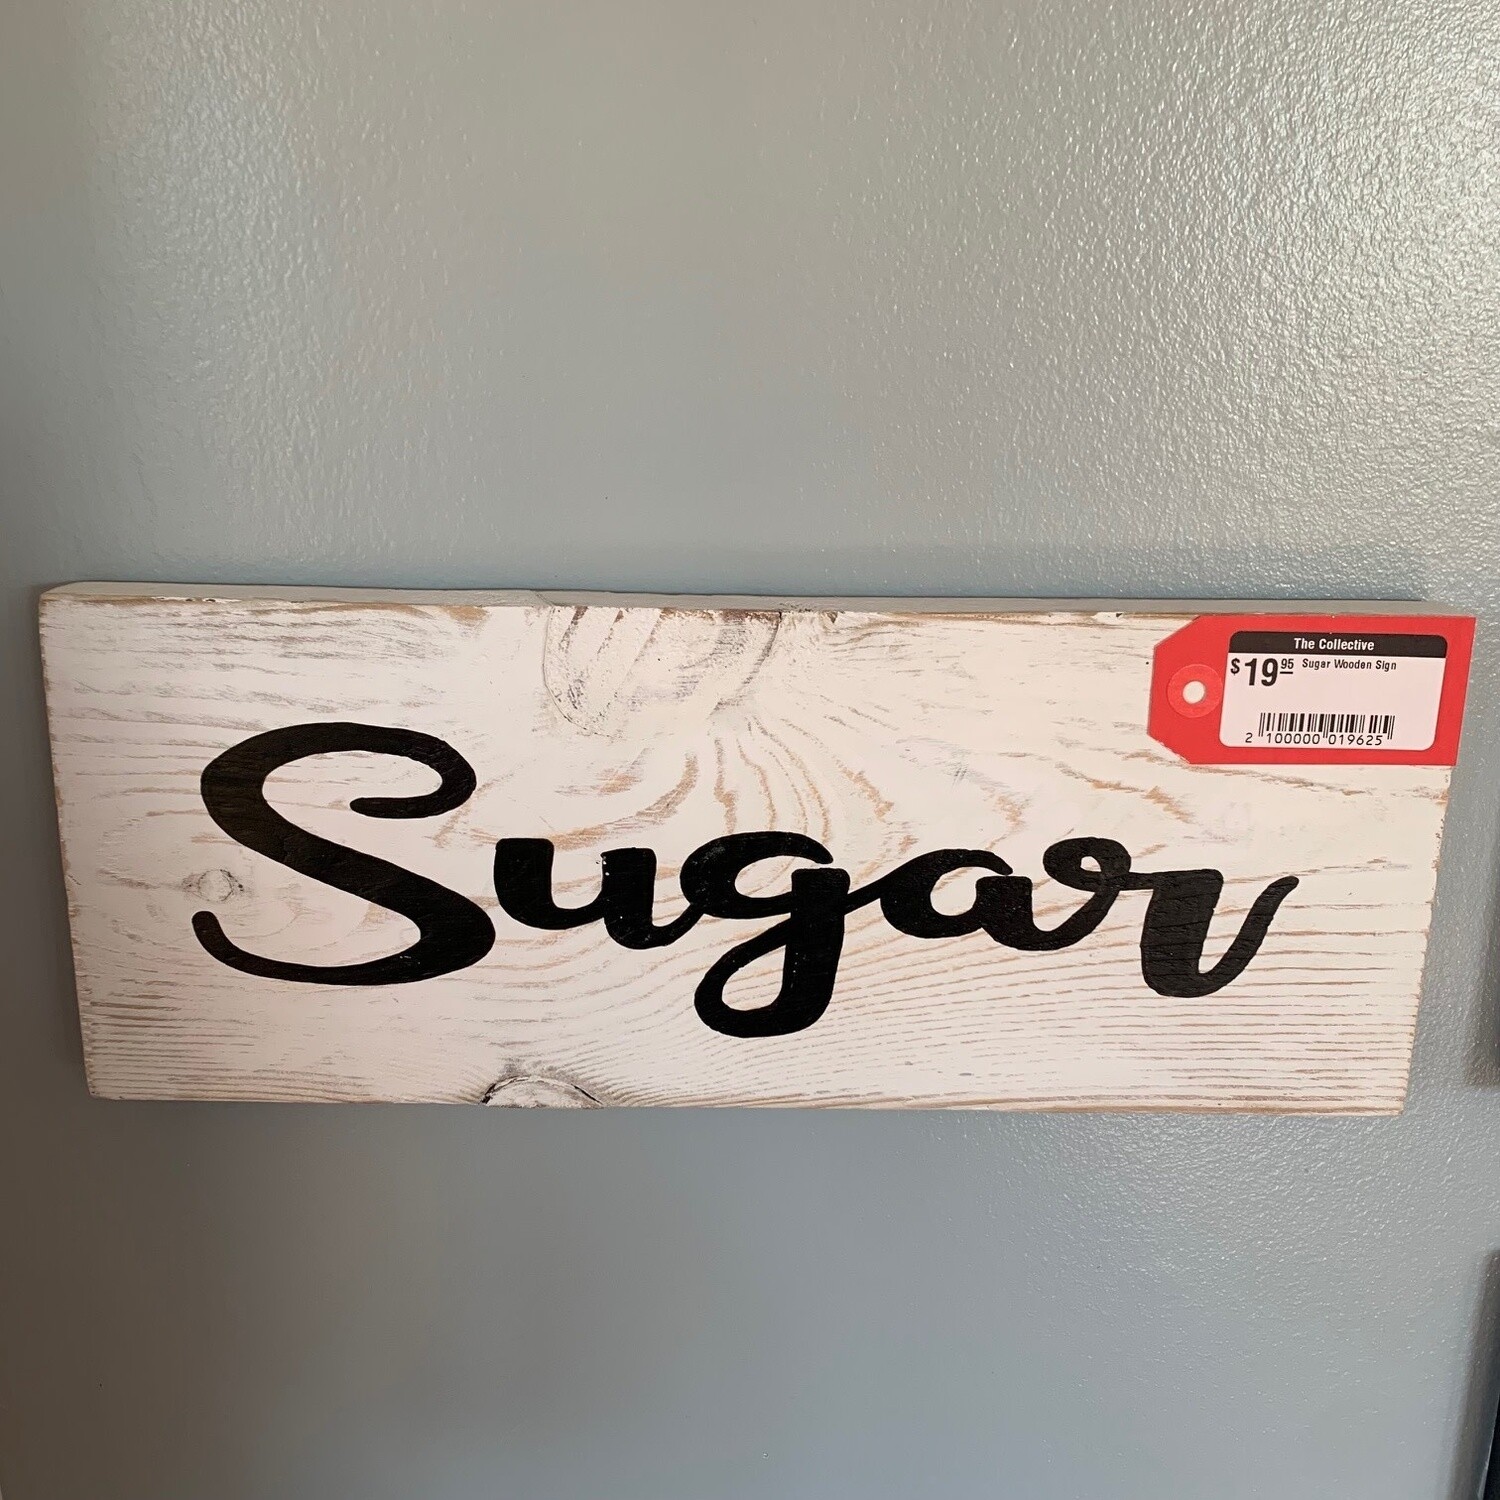 The Collective
$19.95 Sugar Wooden Sign
2 100000 019625
Sugar